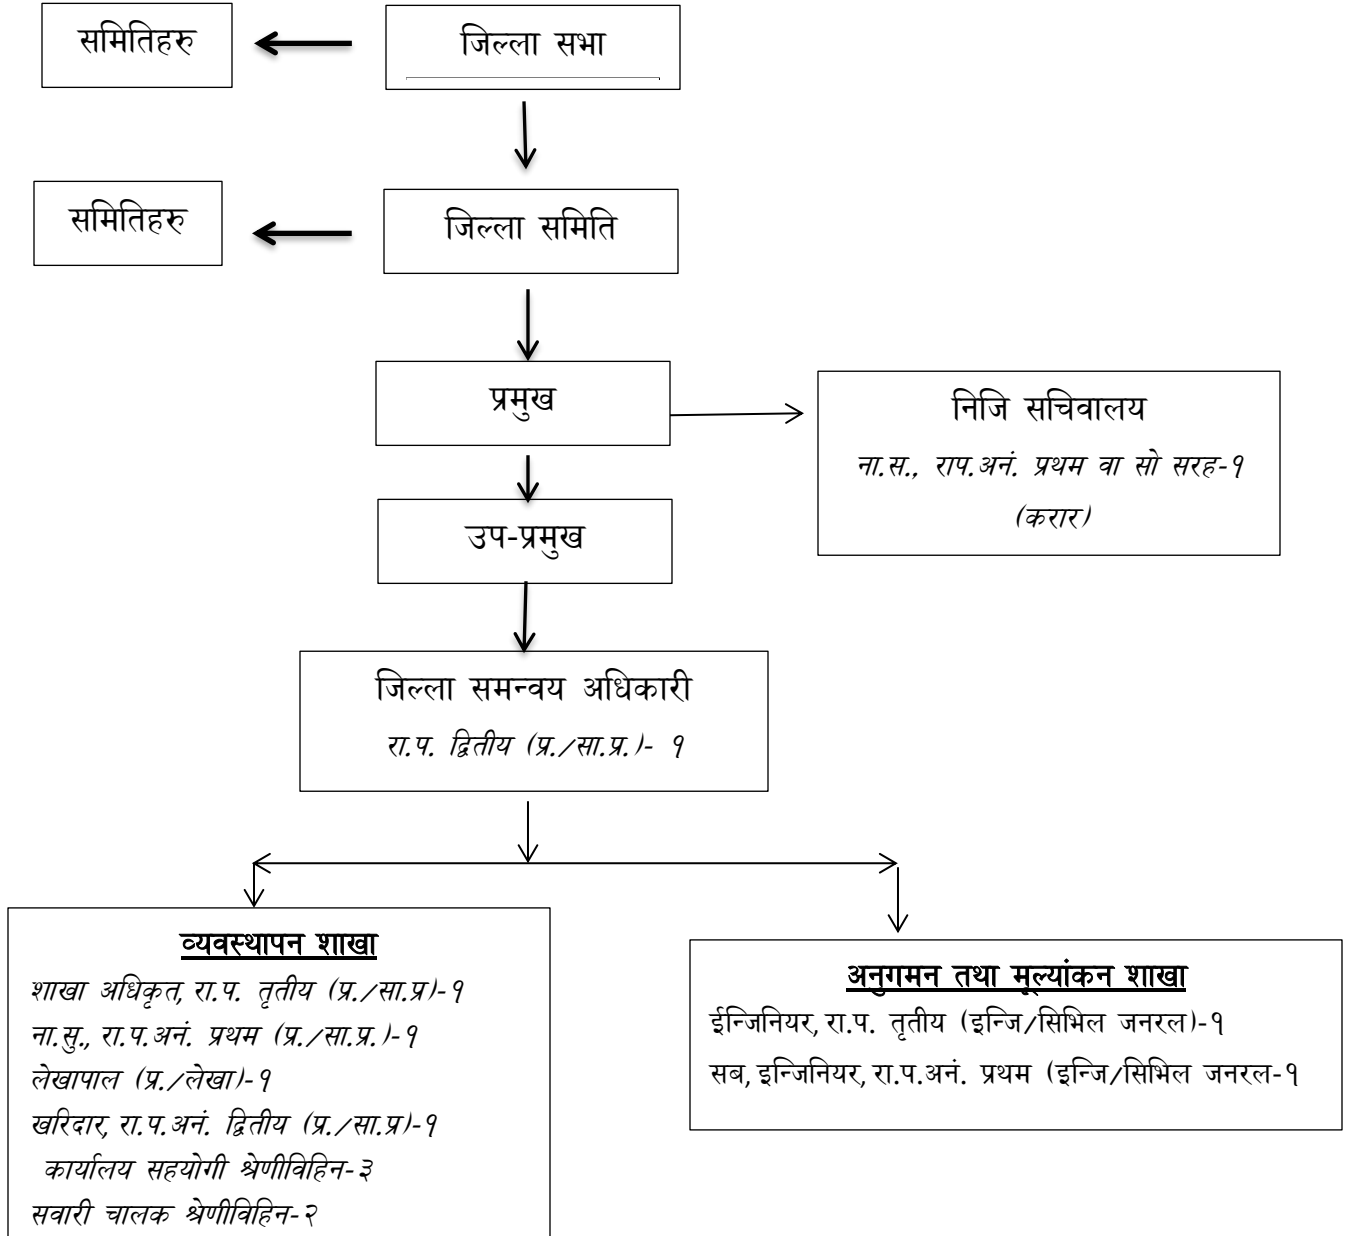 समितिहरु
जिल्ला सभा
समितिहरु
जिल्ला समिति
प्रमुख
निजि सचिवालय
ना.स., राप.अनं. प्रथम वा सो सरह-१
(करार)
उप-प्रमुख
जिल्ला समन्वय अधिकारी
रा.प. द्वितीय (प्र./सा.प्र.)- १
व्यवस्थापन शाखा
शाखा अधिकृत, रा.प. तृतीय (प्र./सा.प्र)-१
ना.सु., रा.प.अनं. प्रथम (प्र./सा.प्र.)-१
लेखापाल (प्र./लेखा)-१
खरिदार, रा.प.अनं. द्वितीय (प्र./सा.प्र)-१
कार्यालय सहयोगी श्रेणीविहिन-३
सवारी चालक श्रेणीविहिन-२
अनुगमन तथा मूल्यांकन शाखा
ईन्जिनियर, रा.प. तृतीय (इन्जि/सिभिल जनरल)-१
सब, इन्जिनियर, रा.प.अनं. प्रथम (इन्जि/सिभिल जनरल-१